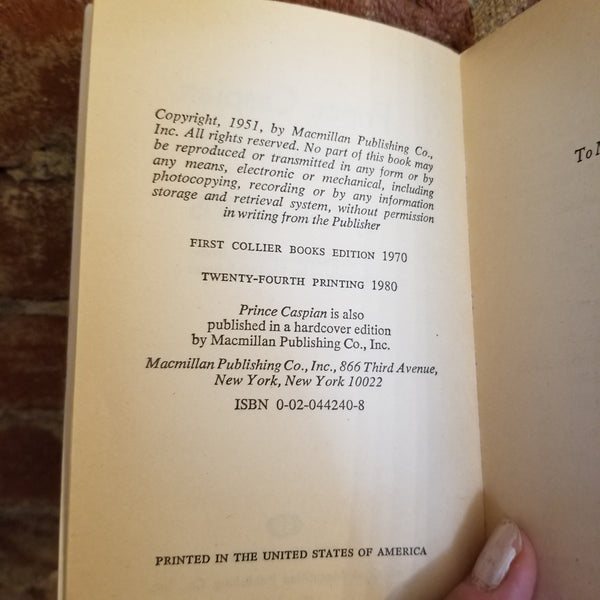 Copyright, 1951, by Macmillan Publishing Co.,
Inc. All rights reserved. No part of this book may
be reproduced or transmitted in any form or by
any means, electronic or mechanical, including
photocopying, recording or by any information
storage and retrieval system, without permission
in writing from the Publisher
FIRST COLLIER BOOKS EDITION 1970
TWENTY-FOURTH PRINTING 1980
Prince Caspian is also
published in a hardcover edition
by Macmillan Publishing Co., Inc.
Macmillan Publishing Co., Inc., 866 Third Avenue,
New York, New York 10022
ISBN 0-02-044240-8
PRINTED IN THE UNITED STATES OF AMERICA
To